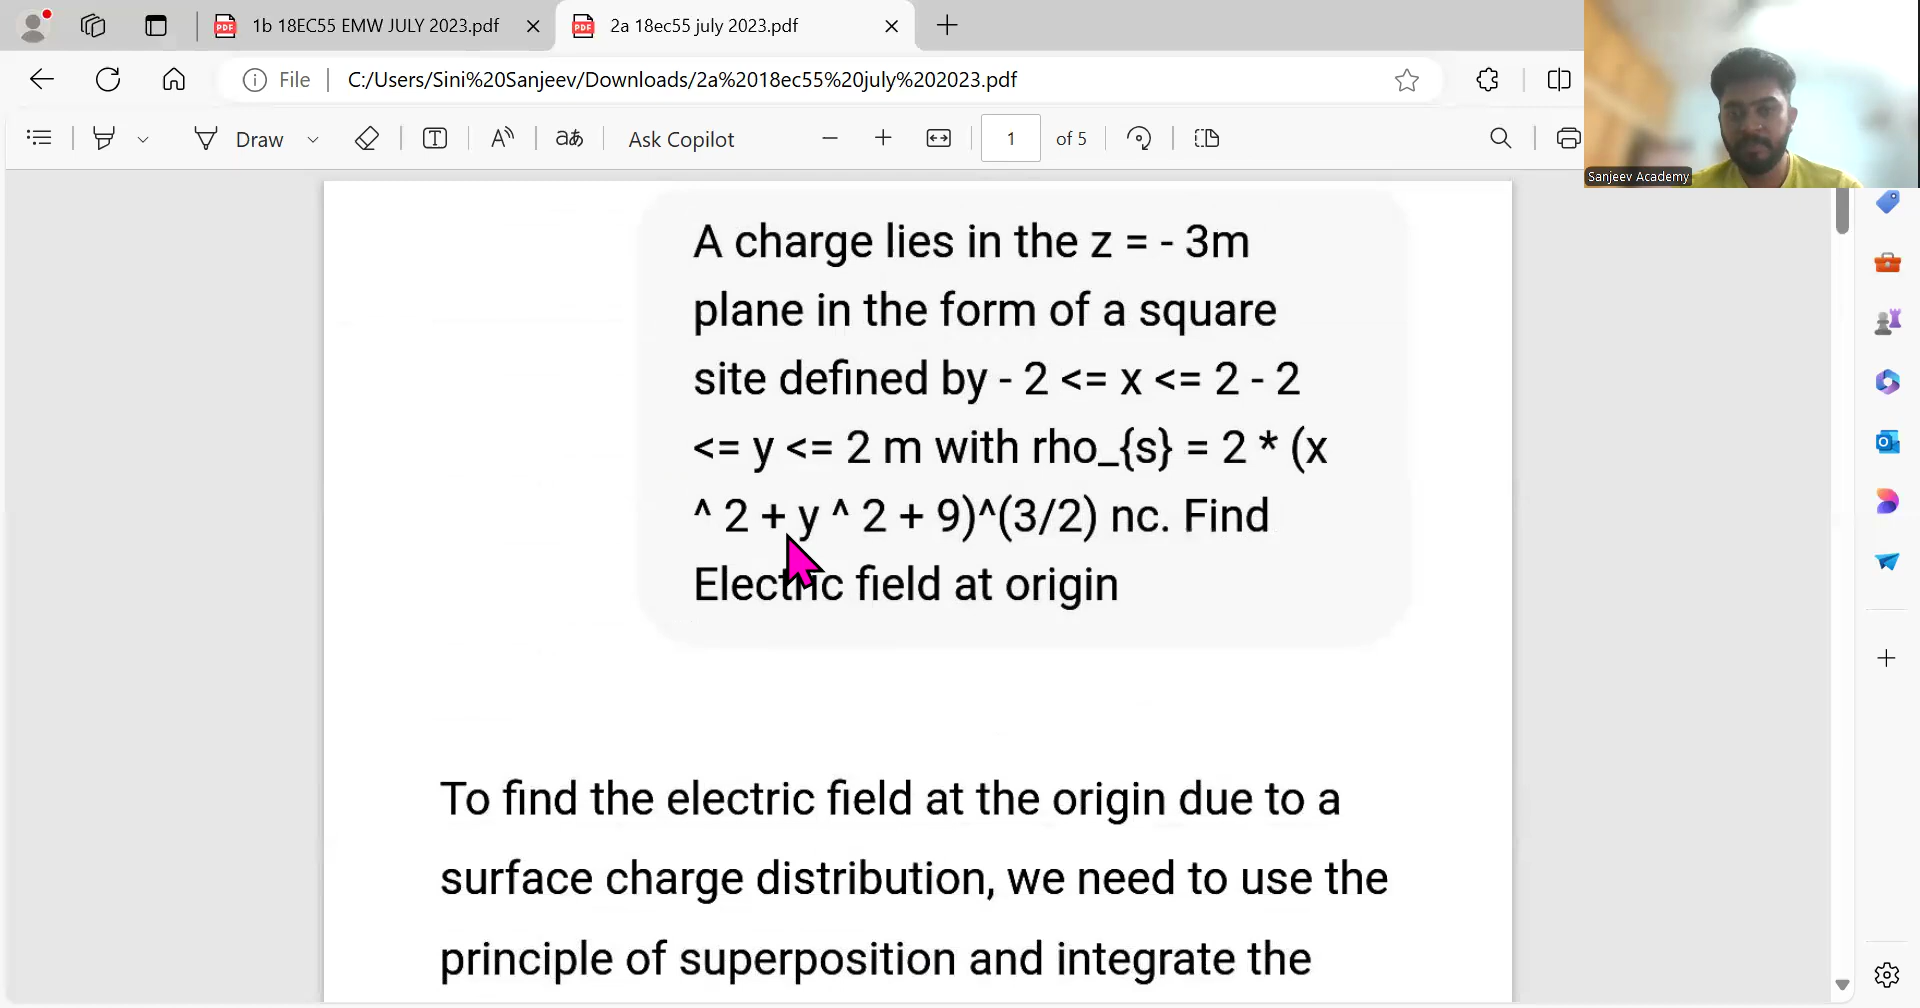 1b 18EC55 EMW JULY 2023.pdf
2a 18ec55 july 2023.pdf
File
C:/Users/Sini%20Sanjeev/Downloads/2a%2018ec55%20july%202023.pdf
Draw
Ask Copilot
1
of 5
Sanjeev Academy
A charge lies in the z = - 3m
plane in the form of a square
site defined by - 2 <= x <= 2 - 2
<= y <= 2 m with rho_{s} = 2 * (x
^ 2 + y ^ 2 + 9)^(3/2) nc. Find
Electric field at origin
To find the electric field at the origin due to a
surface charge distribution, we need to use the
principle of superposition and integrate the